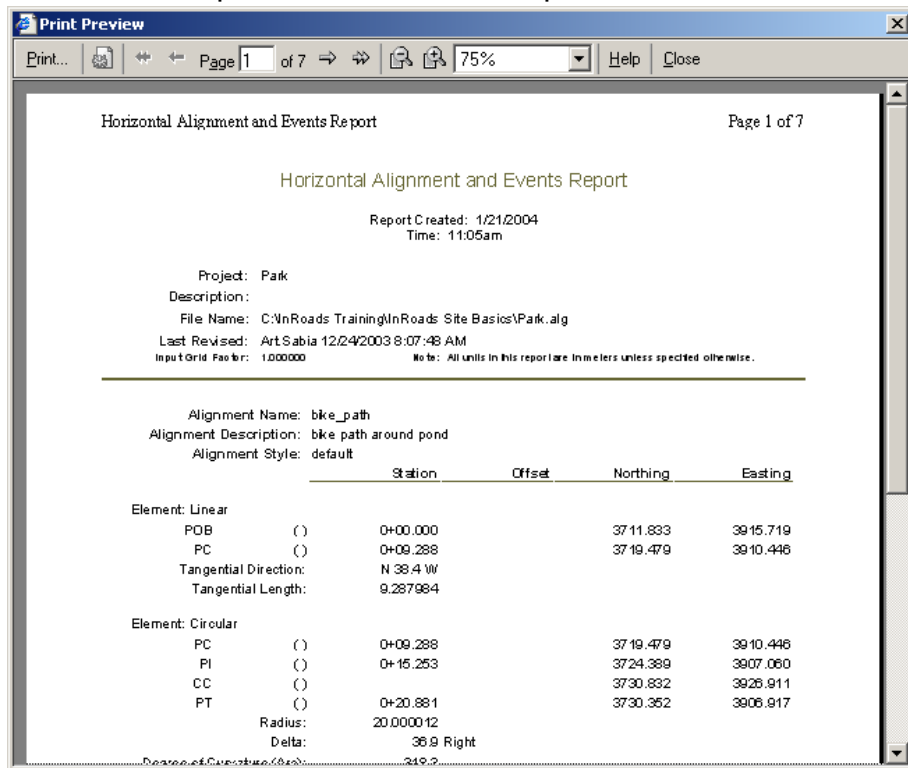 Print Preview
Print... Page 1 of 7 75% Help Close
Horizontal Alignment and Events Report Page 1 of 7
Horizontal Alignment and Events Report
Report Created: 1/21/2004
Time: 11:05am
Project: Park
Description:
File Name: C:\InRoads Training\InRoads Site Basics\Park.alg
Last Revised: Art.Sabia 12/24/2003 8:07:48 AM
Input Grid Factor: 1.000000 Note: All units in this report are in meters unless specified otherwise.
Alignment Name: bike_path
Alignment Description: bike path around pond
Alignment Style: default
Station Offset Northing Easting
Element: Linear
POB () 0+00.000 3711.833 3915.719
PC () 0+09.288 3719.479 3910.446
Tangential Direction: N 38.4 W
Tangential Length: 9.287984
Element: Circular
PC () 0+09.288 3719.479 3910.446
PI () 0+15.253 3724.389 3907.060
CC () 3730.832 3926.911
PT () 0+20.881 3730.352 3906.917
Radius: 20.000012
Delta: 36.9 Right
Degree of Curvature (Arc):